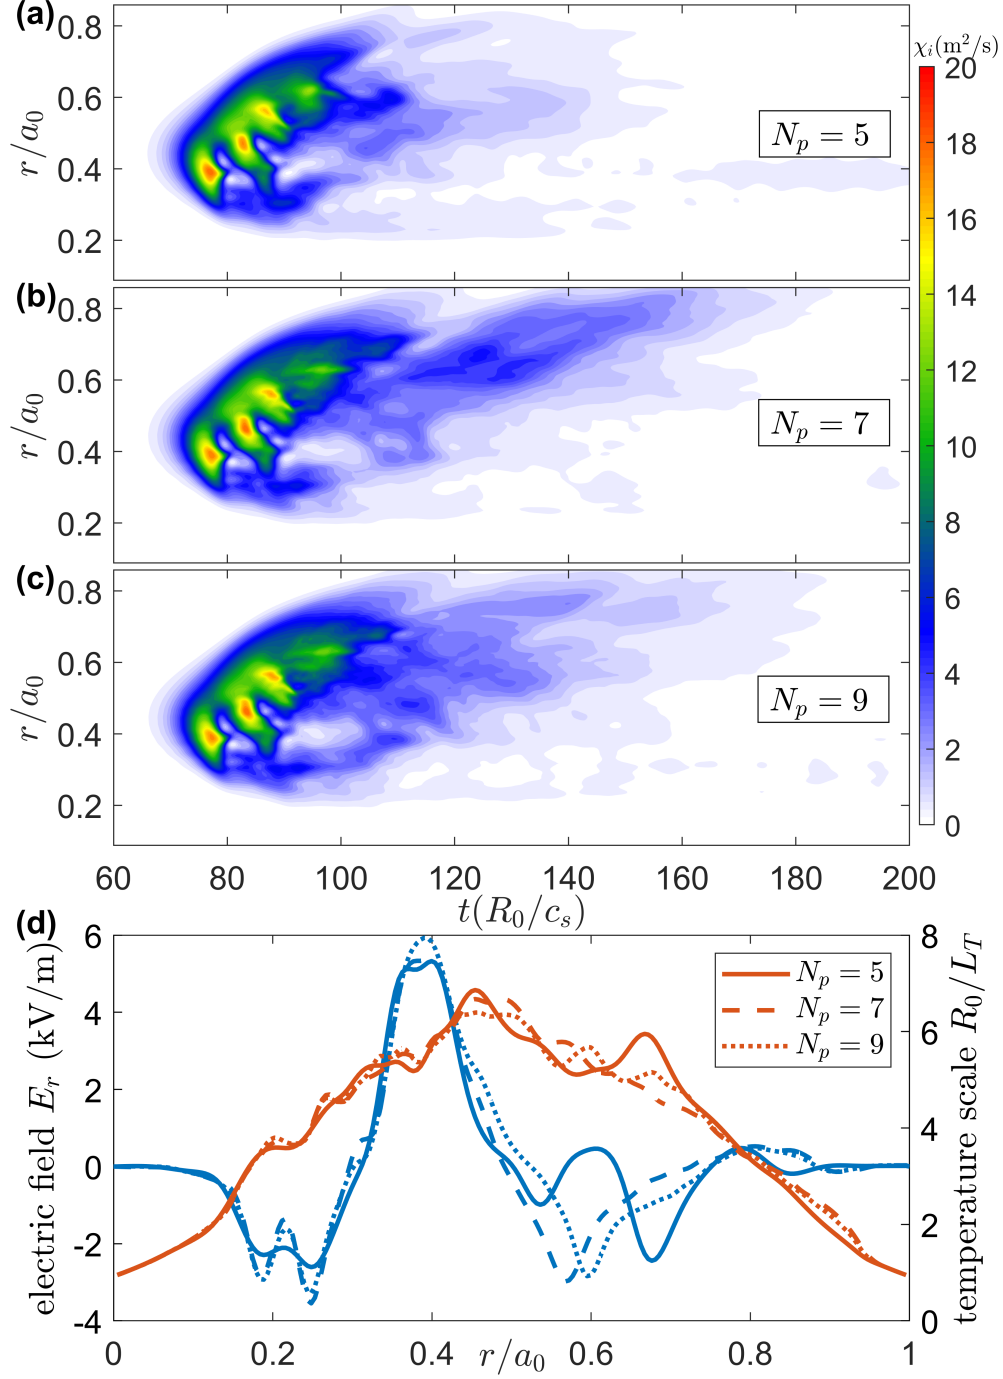 (a)
0.8
0.6
0.4
0.2
r/a₀
Nₚ = 5
χᵢ(m²/s)
20
18
16
14
12
10
8
6
4
2
0
(b)
0.8
0.6
0.4
0.2
r/a₀
Nₚ = 7
(c)
0.8
0.6
0.4
0.2
r/a₀
Nₚ = 9
60 80 100 120 140 160 180 200
t(R₀/cₛ)
(d)
6
4
2
0
-2
-4
electric field Eᵣ (kV/m)
Nₚ = 5
Nₚ = 7
Nₚ = 9
8
6
4
2
0
temperature scale R₀/L_T
0 0.2 0.4 0.6 0.8 1
r/a₀